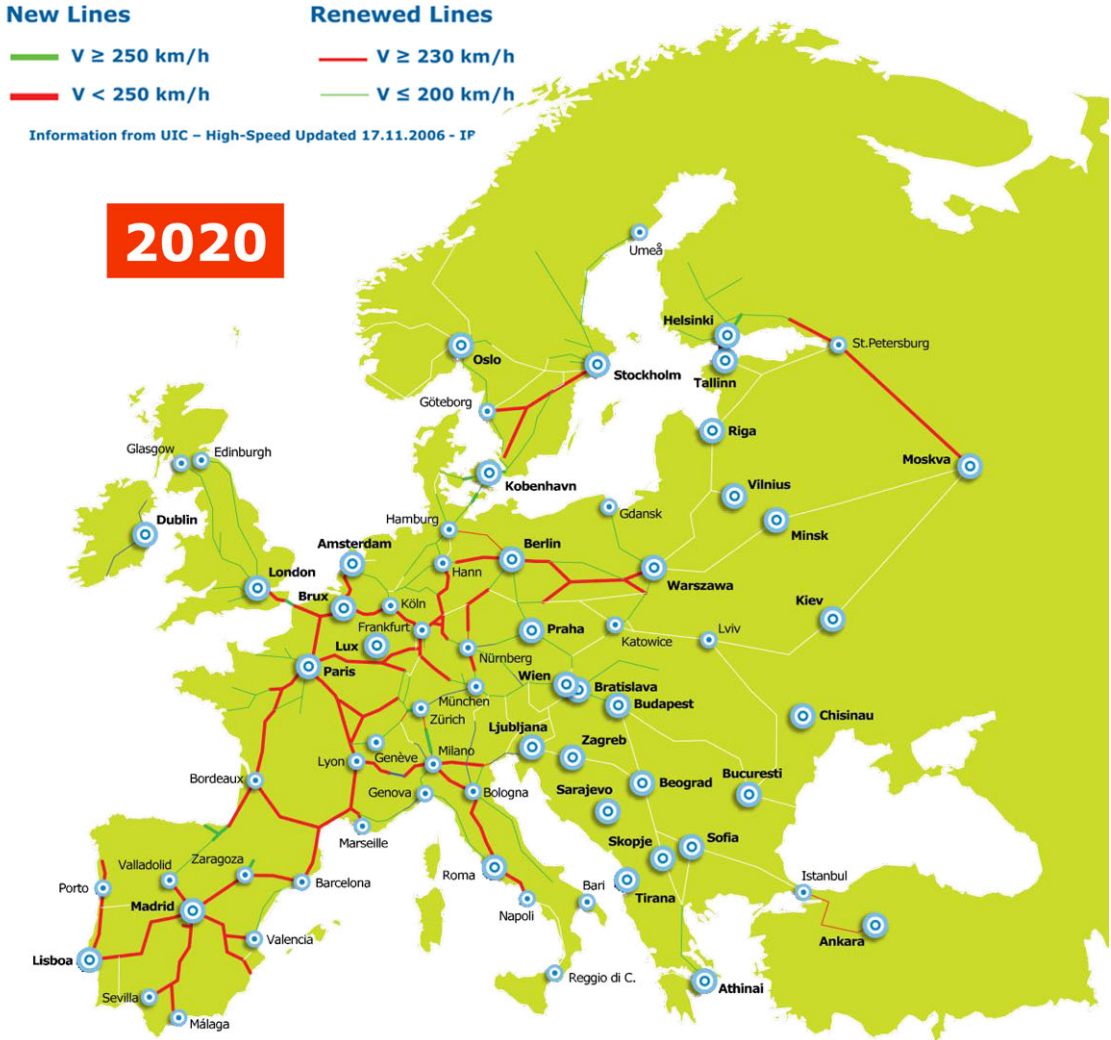 New Lines
Renewed Lines
V ≥ 250 km/h
V ≥ 230 km/h
V < 250 km/h
V ≤ 200 km/h
Information from UIC – High-Speed Updated 17.11.2006 - IP
2020
Umeå
Helsinki
St.Petersburg
Oslo
Stockholm
Tallinn
Göteborg
Riga
Glasgow
Edinburgh
Moskva
Kobenhavn
Vilnius
Gdansk
Dublin
Hamburg
Minsk
Amsterdam
Berlin
London
Hann
Warszawa
Brux
Köln
Kiev
Frankfurt
Praha
Katowice
Lviv
Lux
Nürnberg
Paris
Wien
Bratislava
München
Budapest
Zürich
Chisinau
Ljubljana
Genève
Milano
Zagreb
Lyon
Bordeaux
Beograd
Bucuresti
Genova
Bologna
Sarajevo
Marseille
Skopje
Sofia
Valladolid
Zaragoza
Porto
Barcelona
Roma
Bari
Tirana
Istanbul
Madrid
Napoli
Valencia
Ankara
Lisboa
Reggio di C.
Athinai
Sevilla
Málaga